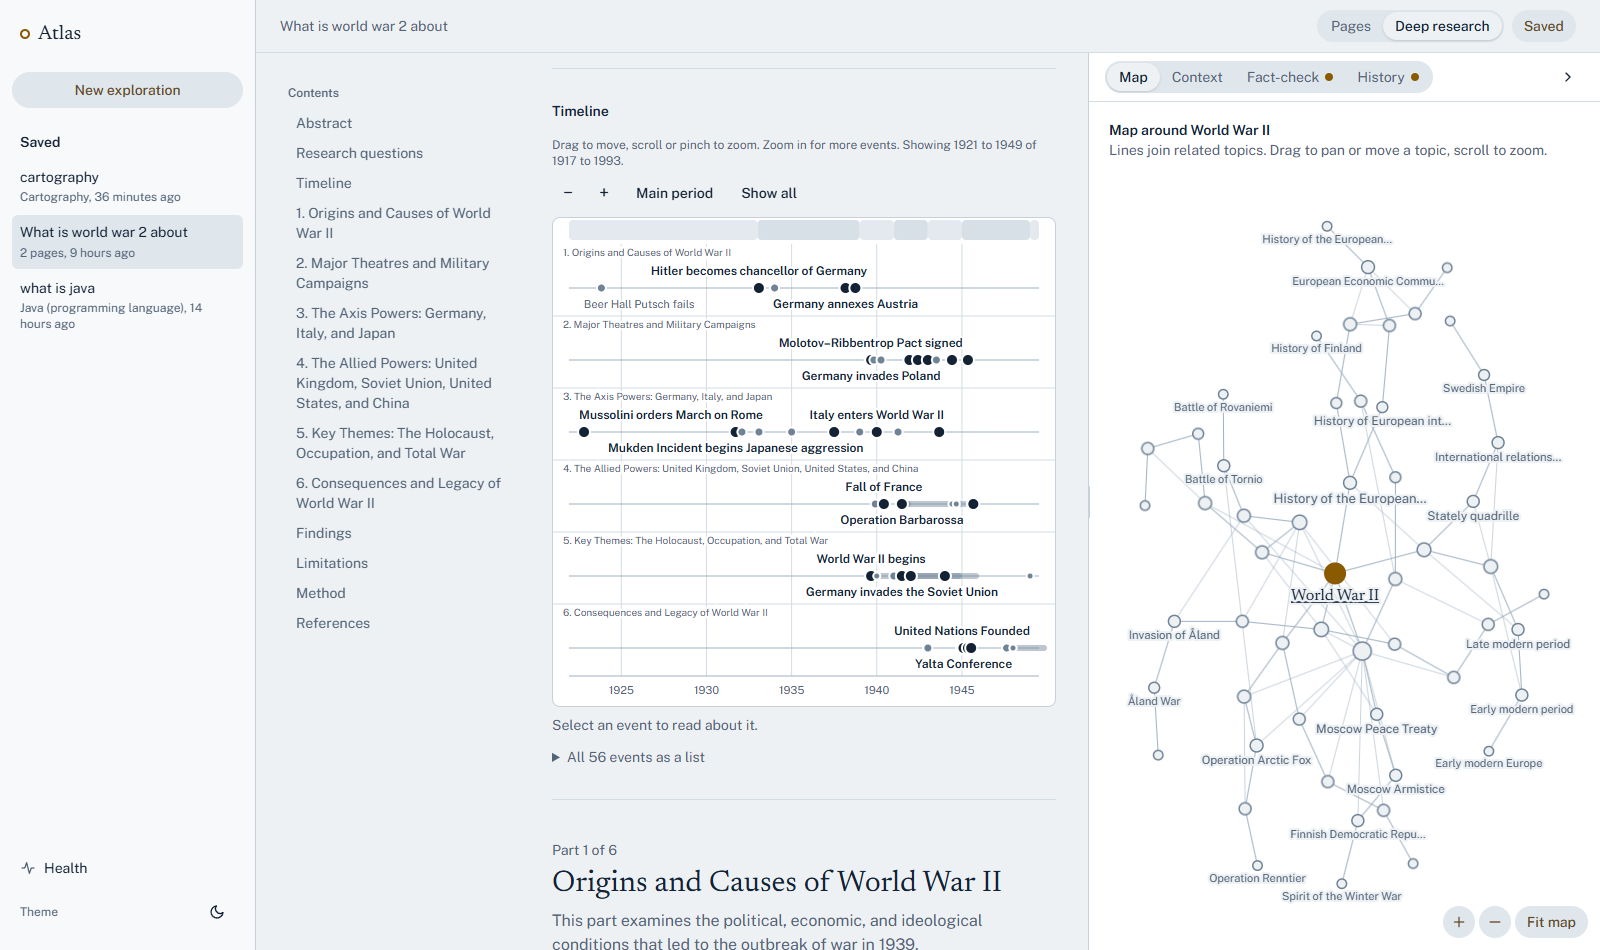 Atlas
New exploration
Saved
cartography
Cartography, 36 minutes ago
What is world war 2 about
2 pages, 9 hours ago
what is java
Java (programming language), 14
hours ago
Health
Theme
What is world war 2 about
Pages
Deep research
Saved
Contents
Abstract
Research questions
Timeline
1. Origins and Causes of World
War II
2. Major Theatres and Military
Campaigns
3. The Axis Powers: Germany,
Italy, and Japan
4. The Allied Powers: United
Kingdom, Soviet Union, United
States, and China
5. Key Themes: The Holocaust,
Occupation, and Total War
6. Consequences and Legacy of
World War II
Findings
Limitations
Method
References
Timeline
Drag to move, scroll or pinch to zoom. Zoom in for more events. Showing 1921 to 1949 of
1917 to 1993.
− + Main period Show all
1. Origins and Causes of World War II
Hitler becomes chancellor of Germany
Beer Hall Putsch fails
Germany annexes Austria
2. Major Theatres and Military Campaigns
Molotov–Ribbentrop Pact signed
Germany invades Poland
3. The Axis Powers: Germany, Italy, and Japan
Mussolini orders March on Rome
Italy enters World War II
Mukden Incident begins Japanese aggression
4. The Allied Powers: United Kingdom, Soviet Union, United States, and China
Fall of France
Operation Barbarossa
5. Key Themes: The Holocaust, Occupation, and Total War
World War II begins
Germany invades the Soviet Union
6. Consequences and Legacy of World War II
United Nations Founded
Yalta Conference
1925 1930 1935 1940 1945
Select an event to read about it.
All 56 events as a list
Part 1 of 6
Origins and Causes of World War II
This part examines the political, economic, and ideological
conditions that led to the outbreak of war in 1939.
Map
Context
Fact-check
History
Map around World War II
Lines join related topics. Drag to pan or move a topic, scroll to zoom.
History of the European...
European Economic Commu...
History of Finland
Swedish Empire
Battle of Rovaniemi
History of European int...
International relations...
Battle of Tornio
History of the European...
Stately quadrille
World War II
Invasion of Åland
Late modern period
Åland War
Early modern period
Moscow Peace Treaty
Operation Arctic Fox
Early modern Europe
Moscow Armistice
Finnish Democratic Repu...
Operation Renntier
Spirit of the Winter War
+ − Fit map